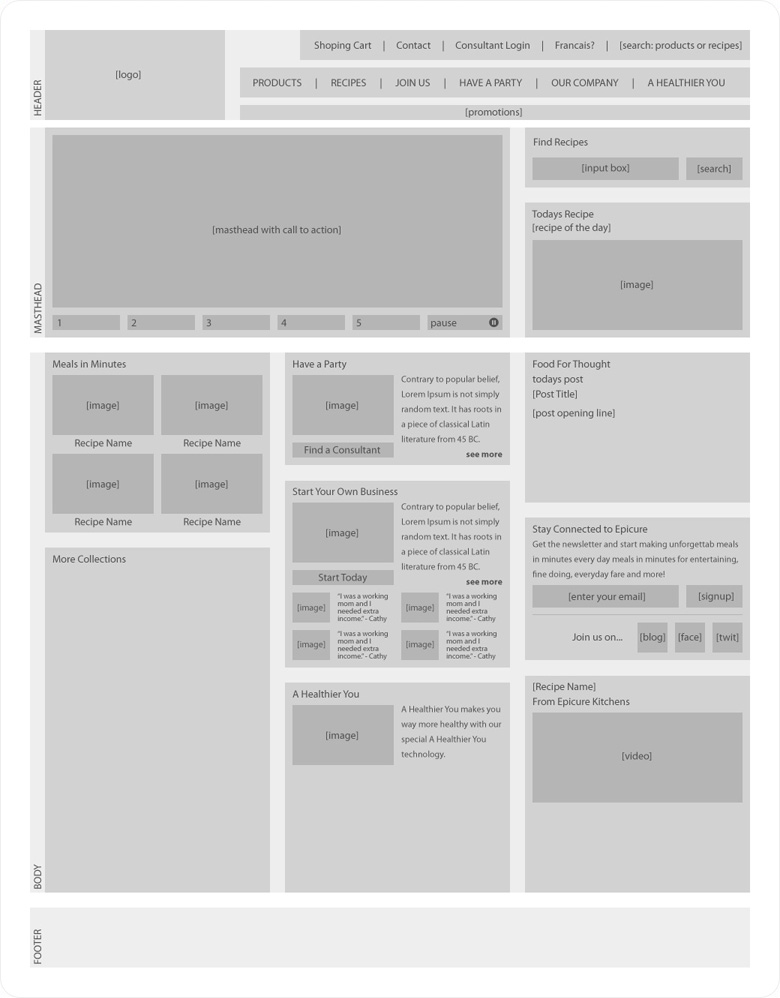 HEADER
[logo]
Shoping Cart | Contact | Consultant Login | Francais? | [search: products or recipes]
PRODUCTS | RECIPES | JOIN US | HAVE A PARTY | OUR COMPANY | A HEALTHIER YOU
[promotions]
MASTHEAD
[masthead with call to action]
1 2 3 4 5 pause
Find Recipes
[input box] [search]
Todays Recipe
[recipe of the day]
[image]
BODY
Meals in Minutes
[image] [image]
Recipe Name Recipe Name
[image] [image]
Recipe Name Recipe Name
More Collections
Have a Party
[image]
Find a Consultant
Contrary to popular belief,
Lorem Ipsum is not simply
random text. It has roots in
a piece of classical Latin
literature from 45 BC.
see more
Start Your Own Business
[image]
Start Today
Contrary to popular belief,
Lorem Ipsum is not simply
random text. It has roots in
a piece of classical Latin
literature from 45 BC.
see more
[image]
"I was a working
mom and I
needed extra
income." - Cathy
[image]
"I was a working
mom and I
needed extra
income." - Cathy
[image]
"I was a working
mom and I
needed extra
income." - Cathy
[image]
"I was a working
mom and I
needed extra
income." - Cathy
A Healthier You
[image]
A Healthier You makes you
way more healthy with our
special A Healthier You
technology.
Food For Thought
todays post
[Post Title]
[post opening line]
Stay Connected to Epicure
Get the newsletter and start making unforgettab meals
in minutes every day meals in minutes for entertaining,
fine doing, everyday fare and more!
[enter your email] [signup]
Join us on... [blog] [face] [twit]
[Recipe Name]
From Epicure Kitchens
[video]
FOOTER